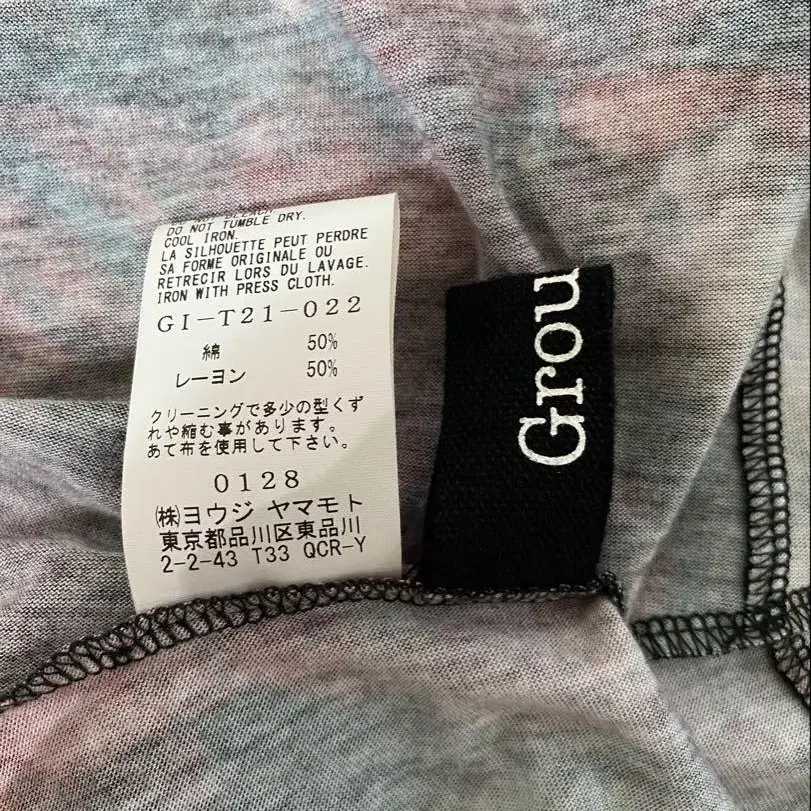 DO NOT TUMBLE DRY.
COOL IRON.
LA SILHOUETTE PEUT PERDRE
SA FORME ORIGINALE OU
RETRECIR LORS DU LAVAGE.
IRON WITH PRESS CLOTH.
GI-T21-022
綿 50%
レーヨン 50%
クリーニングで多少の型くず
れや縮む事があります。
あて布を使用して下さい。
0128
㈱ヨウジ ヤマモト
東京都品川区東品川
2-2-43 T33 QCR-Y
Grou